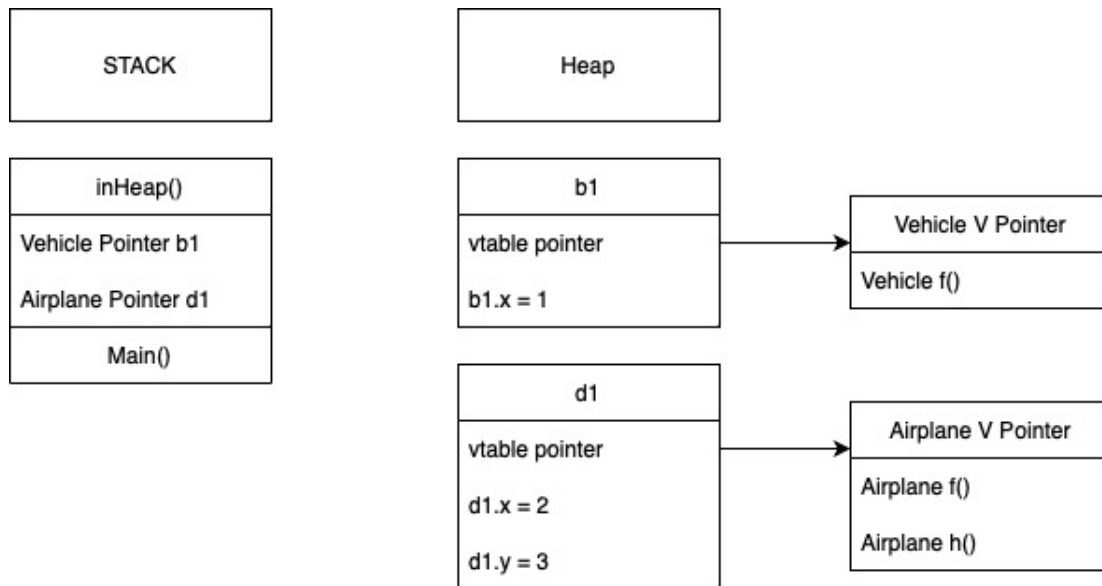 STACK
Heap
inHeap()
Vehicle Pointer b1
Airplane Pointer d1
Main()
b1
vtable pointer
b1.x = 1
Vehicle V Pointer
Vehicle f()
d1
vtable pointer
d1.x = 2
d1.y = 3
Airplane V Pointer
Airplane f()
Airplane h()